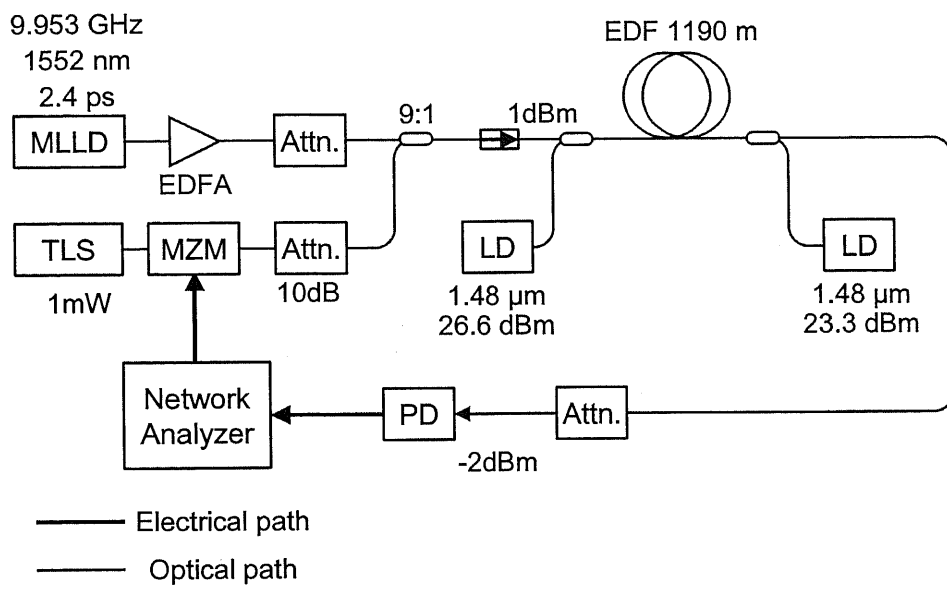 9.953 GHz
1552 nm
2.4 ps
MLLD
EDFA
Attn.
9:1
1dBm
EDF 1190 m
TLS
1mW
MZM
Attn.
10dB
LD
1.48 µm
26.6 dBm
LD
1.48 µm
23.3 dBm
Network
Analyzer
PD
-2dBm
Attn.
Electrical path
Optical path